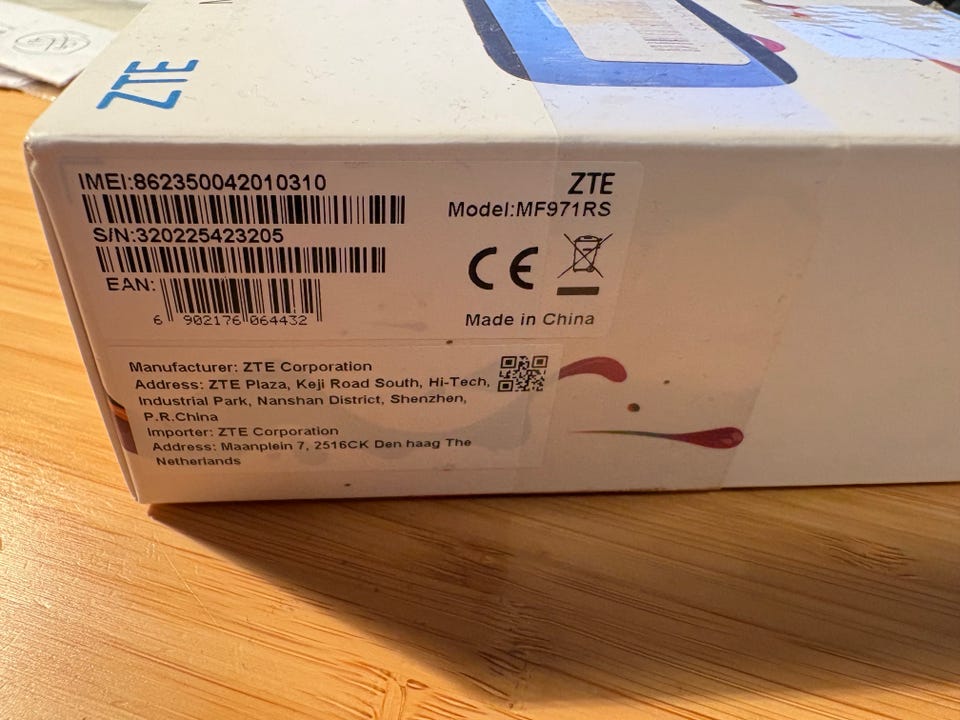 ZTE
IMEI:862350042010310
S/N:320225423205
EAN:
6 902176 064432
ZTE
Model:MF971RS
CE
Made in China
Manufacturer: ZTE Corporation
Address: ZTE Plaza, Keji Road South, Hi-Tech,
Industrial Park, Nanshan District, Shenzhen,
P.R.China
Importer: ZTE Corporation
Address: Maanplein 7, 2516CK Den haag The
Netherlands